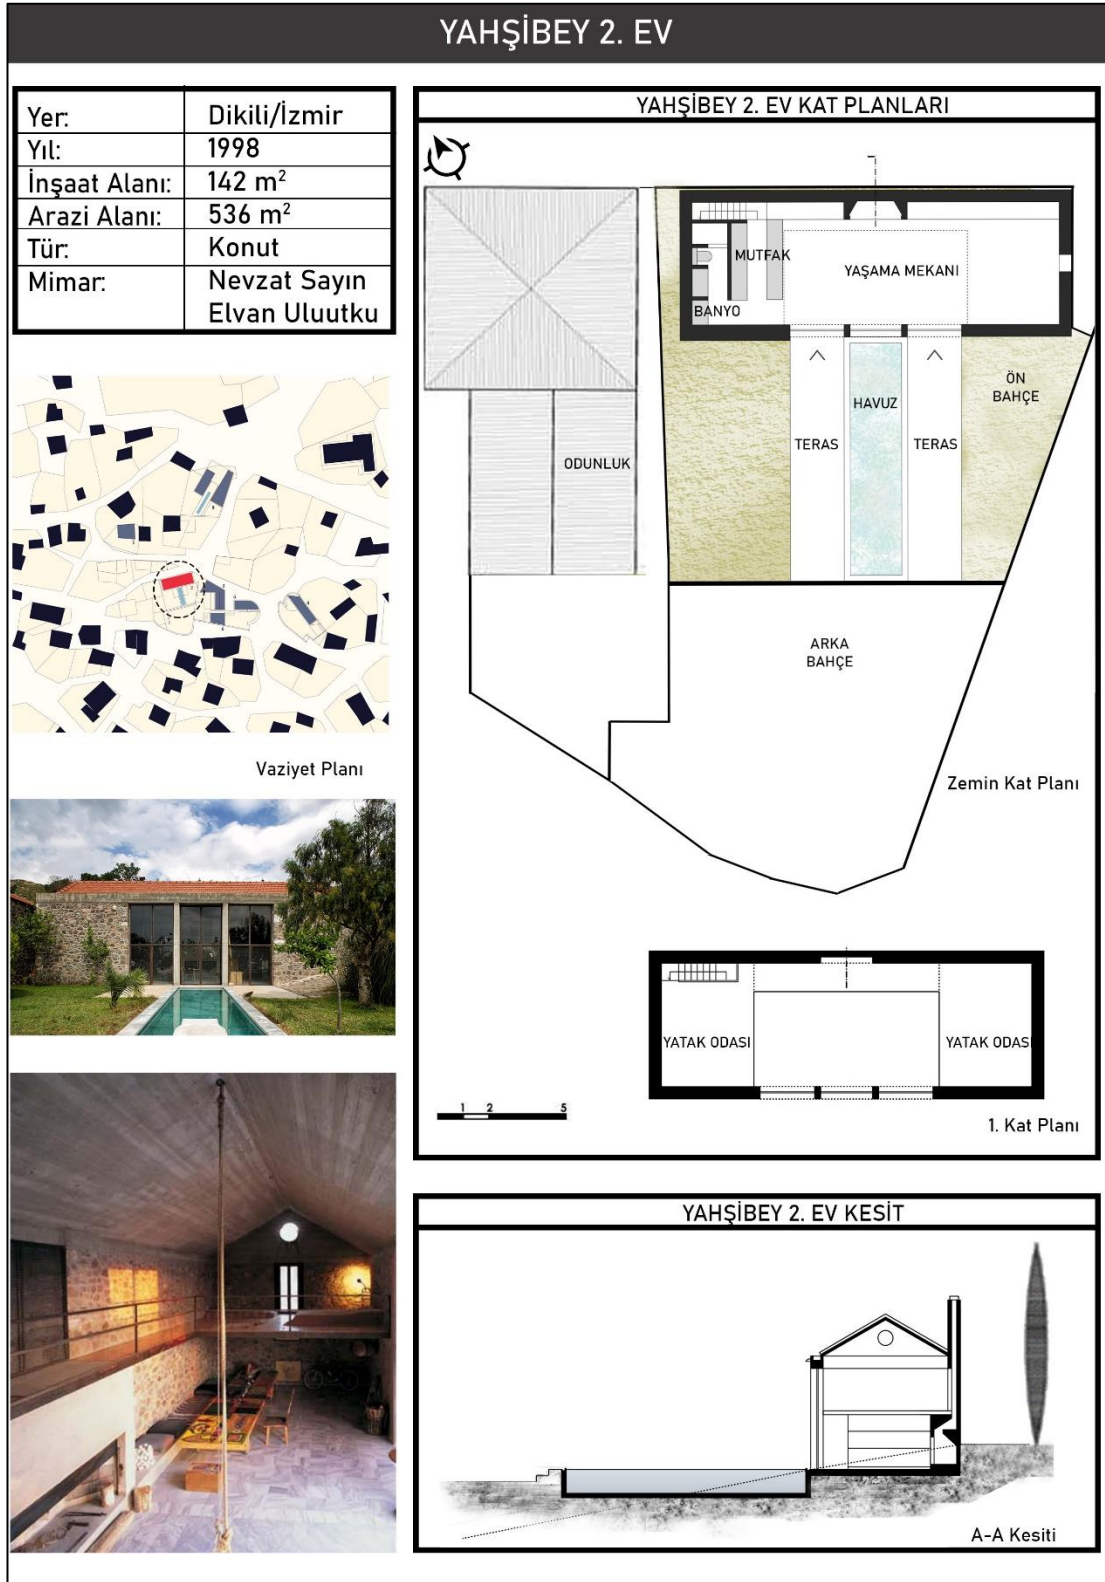 YAHŞİBEY 2. EV
Yer: Dikili/İzmir
Yıl: 1998
İnşaat Alanı: 142 m²
Arazi Alanı: 536 m²
Tür: Konut
Mimar: Nevzat Sayın
Elvan Uluutku
Vaziyet Planı
YAHŞİBEY 2. EV KAT PLANLARI
MUTFAK
YAŞAMA MEKANI
BANYO
ÖN
BAHÇE
HAVUZ
TERAS
TERAS
ODUNLUK
ARKA
BAHÇE
Zemin Kat Planı
YATAK ODASI
YATAK ODASI
1 2 5
1. Kat Planı
YAHŞİBEY 2. EV KESİT
A-A Kesiti